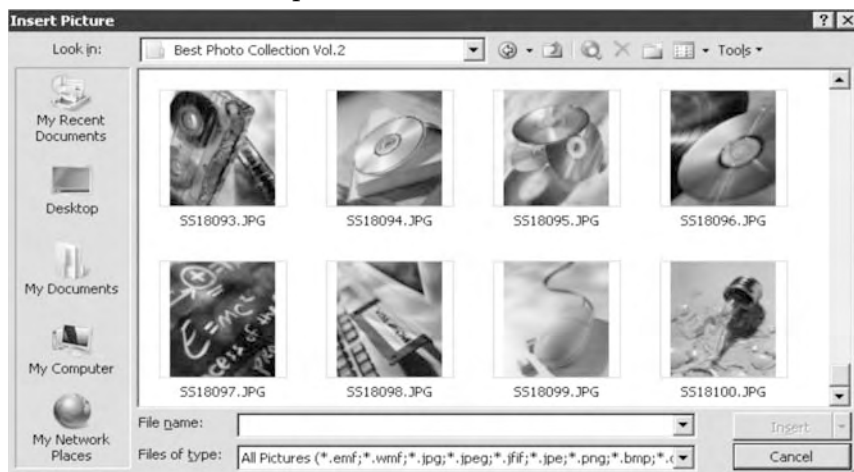 Insert Picture
Look in: Best Photo Collection Vol.2 Tools
My Recent
Documents
Desktop
My Documents
My Computer
My Network
Places
SS18093.JPG SS18094.JPG SS18095.JPG SS18096.JPG
E=mc²
SS18097.JPG SS18098.JPG SS18099.JPG SS18100.JPG
File name: Insert
Files of type: All Pictures (*.emf;*.wmf;*.jpg;*.jpeg;*.jfif;*.jpe;*.png;*.bmp;*. Cancel